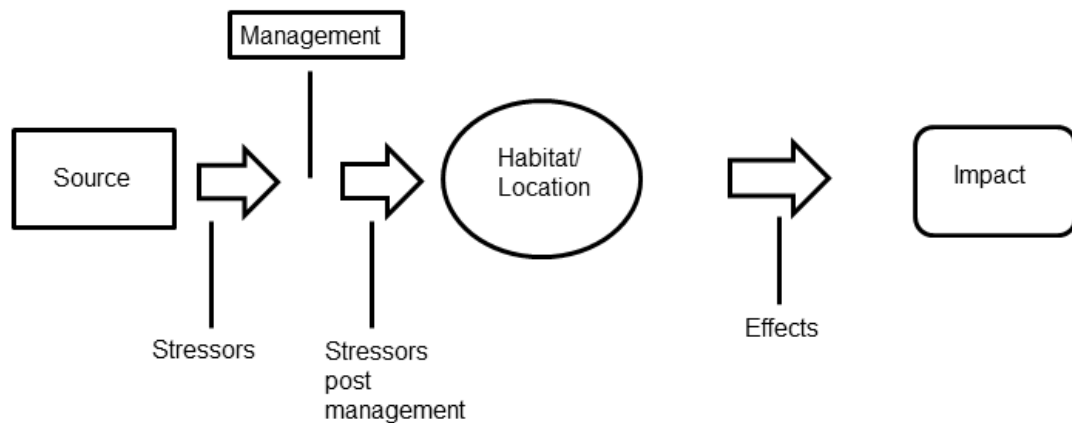 Management
Source
Habitat/
Location
Impact
Stressors
Stressors
post
management
Effects